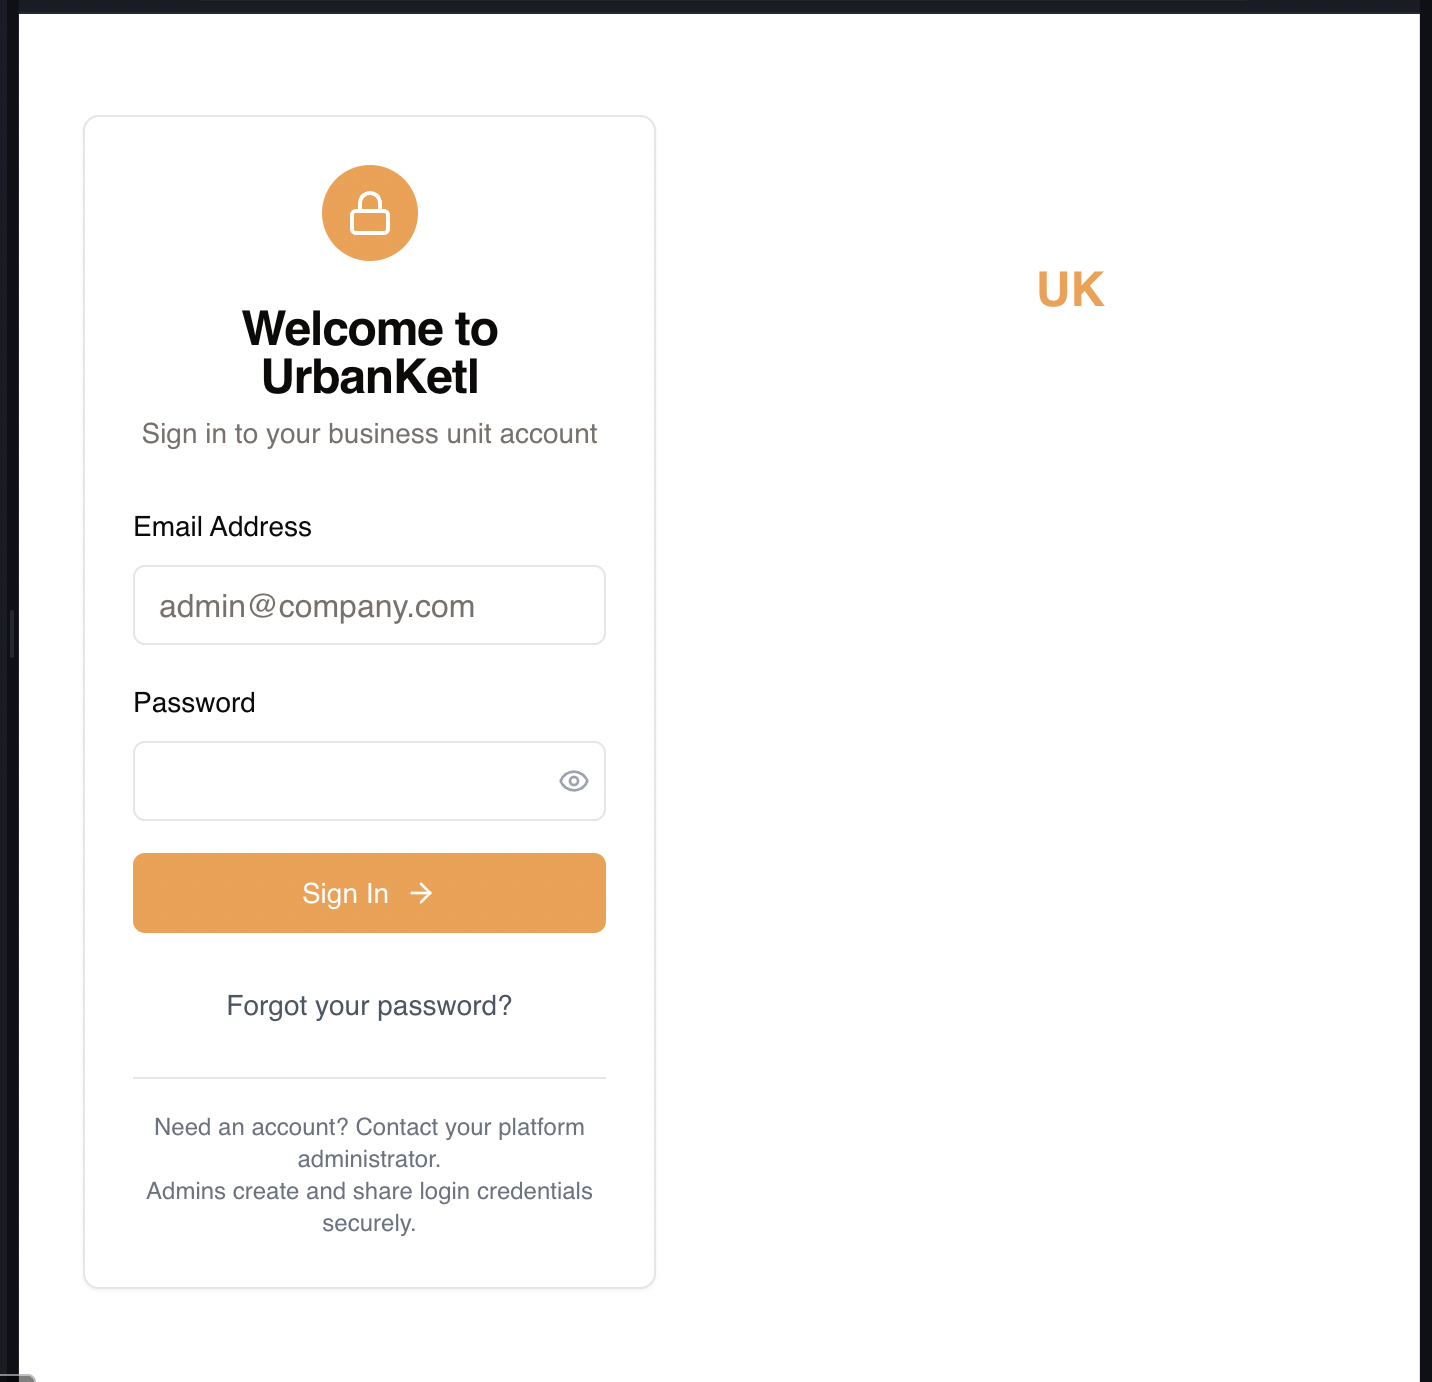 Welcome to
UrbanKetl
Sign in to your business unit account
Email Address
admin@company.com
Password
Sign In
Forgot your password?
Need an account? Contact your platform
administrator.
Admins create and share login credentials
securely.
UK